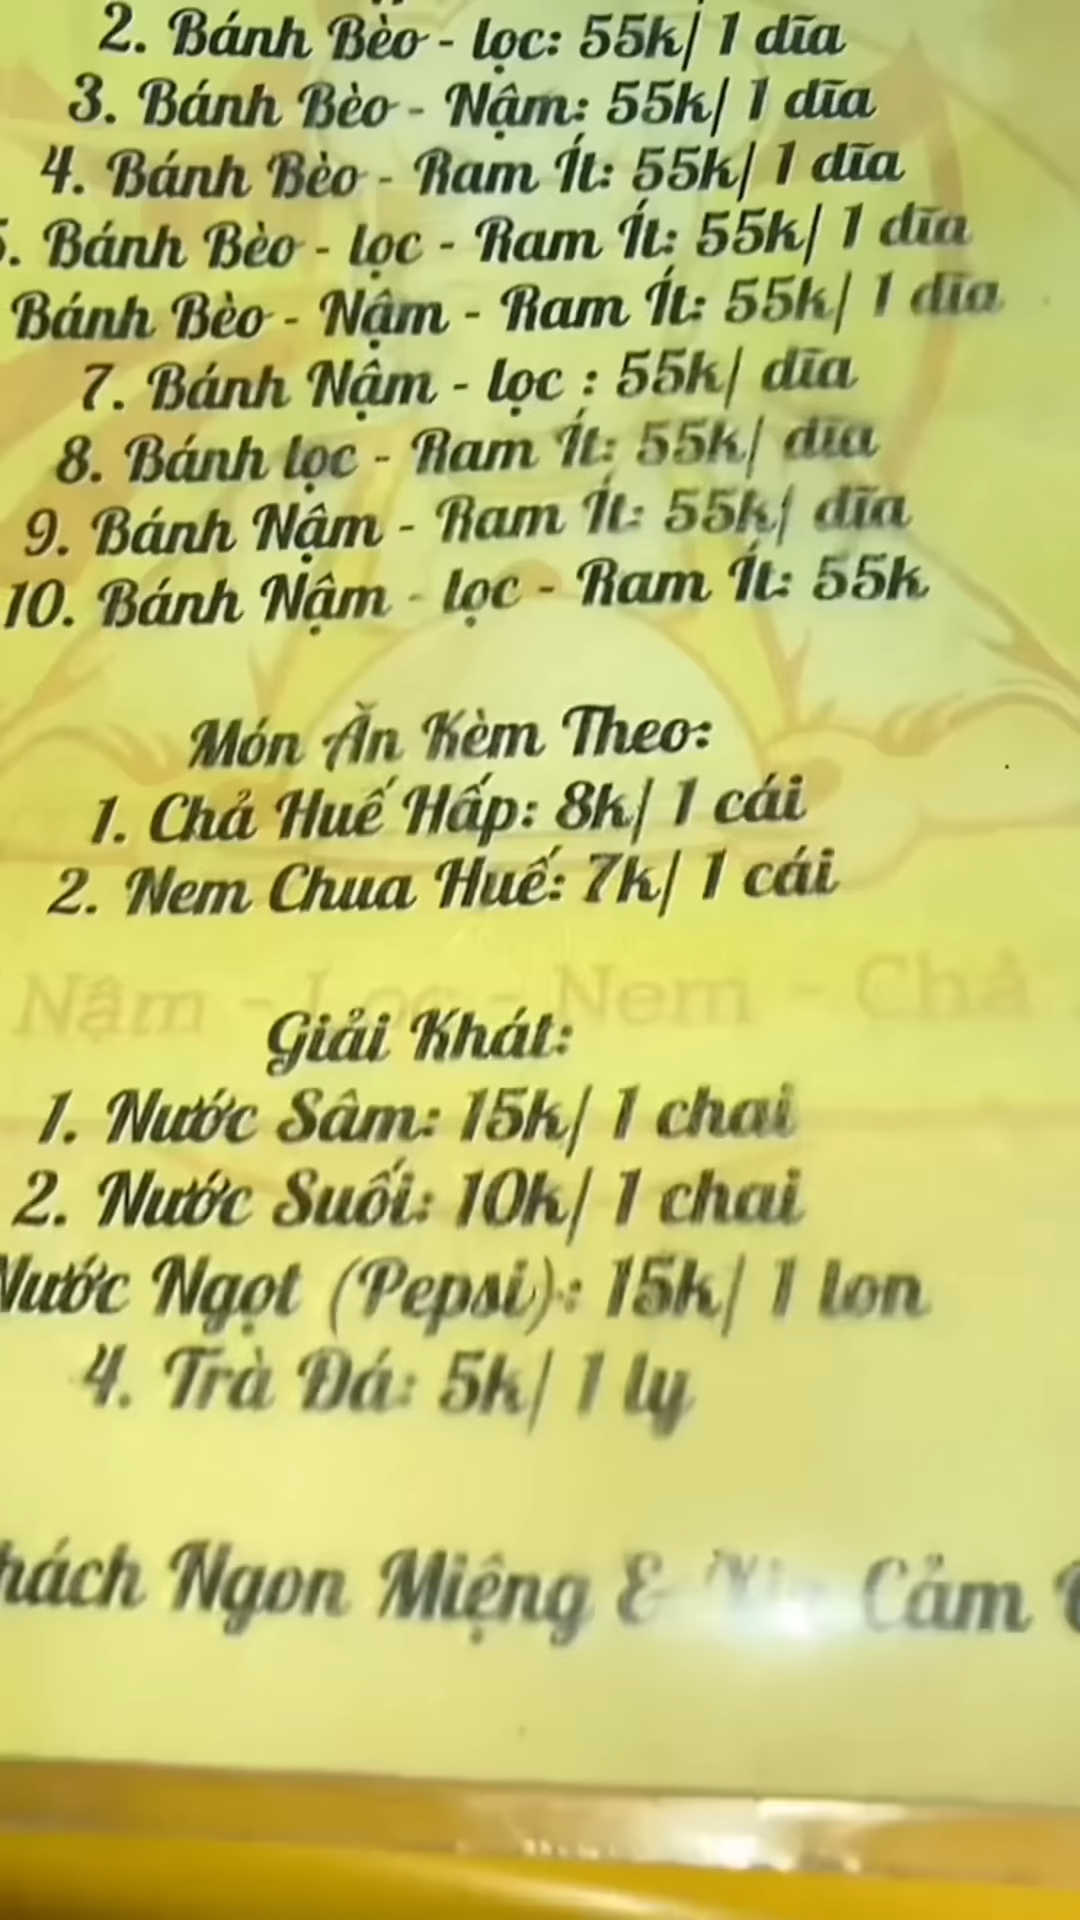 2. Bánh Bèo - lọc: 55k/ 1 dĩa
3. Bánh Bèo - Nậm: 55k/ 1 dĩa
4. Bánh Bèo - Ram Ít: 55k/ 1 dĩa
5. Bánh Bèo - lọc - Ram Ít: 55k/ 1 dĩa
Bánh Bèo - Nậm - Ram Ít: 55k/ 1 dĩa
7. Bánh Nậm - lọc : 55k/ dĩa
8. Bánh lọc - Ram Ít: 55k/ dĩa
9. Bánh Nậm - Ram Ít: 55k/ dĩa
10. Bánh Nậm - lọc - Ram Ít: 55k
Món Ăn Kèm Theo:
1. Chả Huế Hấp: 8k/ 1 cái
2. Nem Chua Huế: 7k/ 1 cái
Nậm - Lọc - Nem - Chả
Giải Khát:
1. Nước Sâm: 15k/ 1 chai
2. Nước Suối: 10k/ 1 chai
Nước Ngọt (Pepsi): 15k/ 1 lon
4. Trà Đá: 5k/ 1 ly
hách Ngon Miệng & Cảm